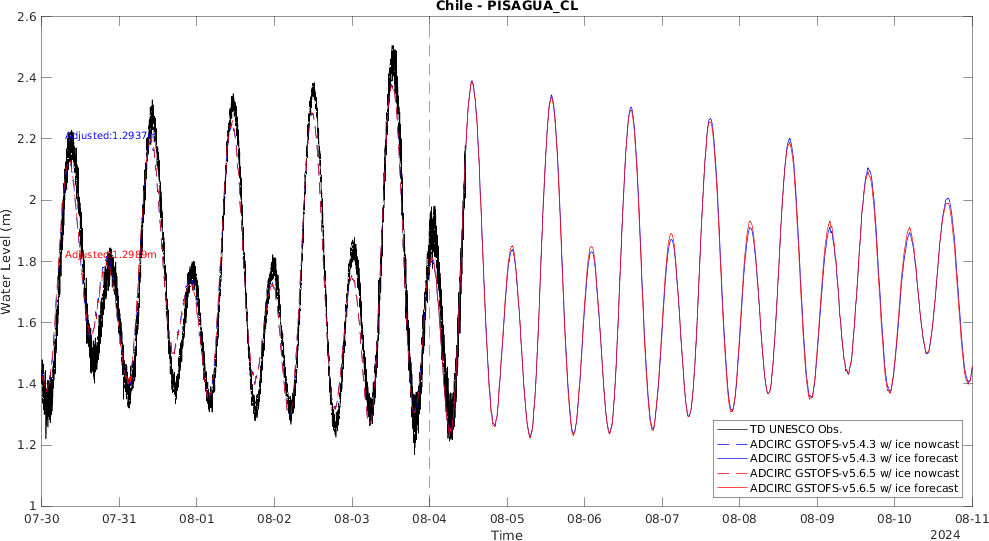 Chile - PISAGUA_CL
2.6
2.4
2.2
2
1.8
1.6
1.4
1.2
1
Water Level (m)
Adjusted:1.2937m
Adjusted:1.2989m
TD UNESCO Obs.
ADCIRC GSTOFS-v5.4.3 w/ ice nowcast
ADCIRC GSTOFS-v5.4.3 w/ ice forecast
ADCIRC GSTOFS-v5.6.5 w/ ice nowcast
ADCIRC GSTOFS-v5.6.5 w/ ice forecast
07-30 07-31 08-01 08-02 08-03 08-04 08-05 08-06 08-07 08-08 08-09 08-10 08-11
Time
2024